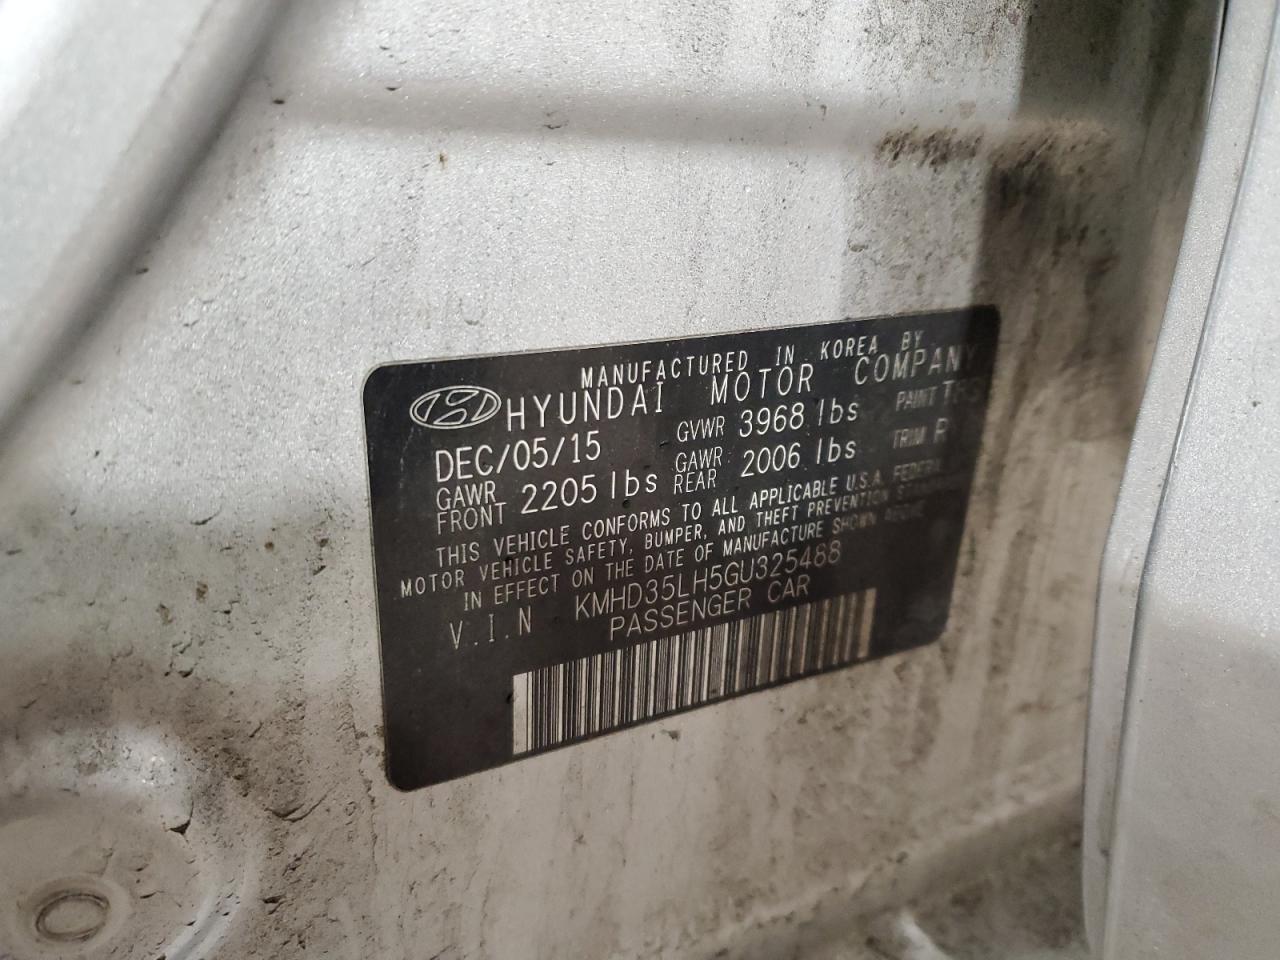 MANUFACTURED IN KOREA BY
HYUNDAI MOTOR COMPANY
DEC/05/15 GVWR 3968 lbs PAINT
GAWR FRONT 2205 lbs GAWR REAR 2006 lbs TRIM
THIS VEHICLE CONFORMS TO ALL APPLICABLE U.S.A. FEDERAL
MOTOR VEHICLE SAFETY, BUMPER, AND THEFT PREVENTION STANDARDS
IN EFFECT ON THE DATE OF MANUFACTURE SHOWN ABOVE
V.I.N KMHD35LH5GU325488
PASSENGER CAR